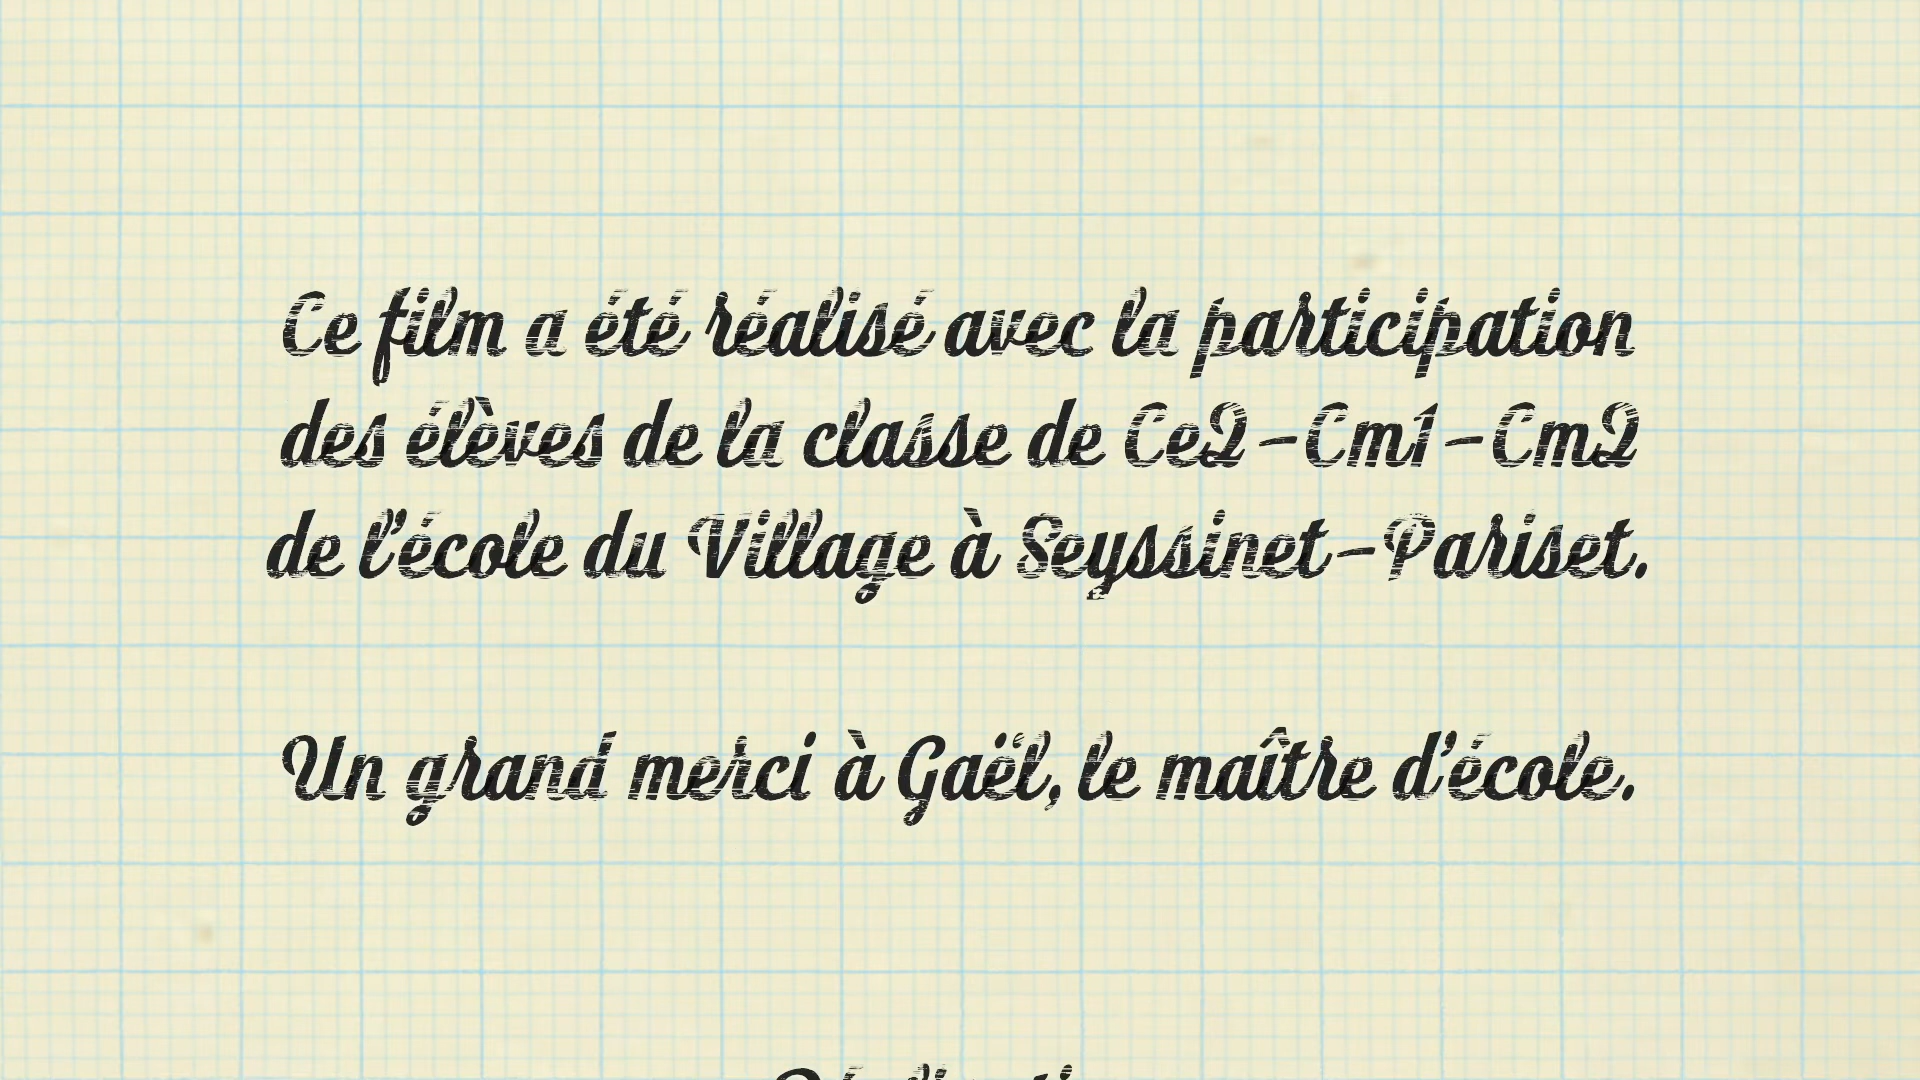 Ce film a été réalisé avec la participation
des élèves de la classe de Ce2-Cm1-Cm2
de l'école du Village à Seyssinet-Pariset.
Un grand merci à Gaël, le maître d'école.